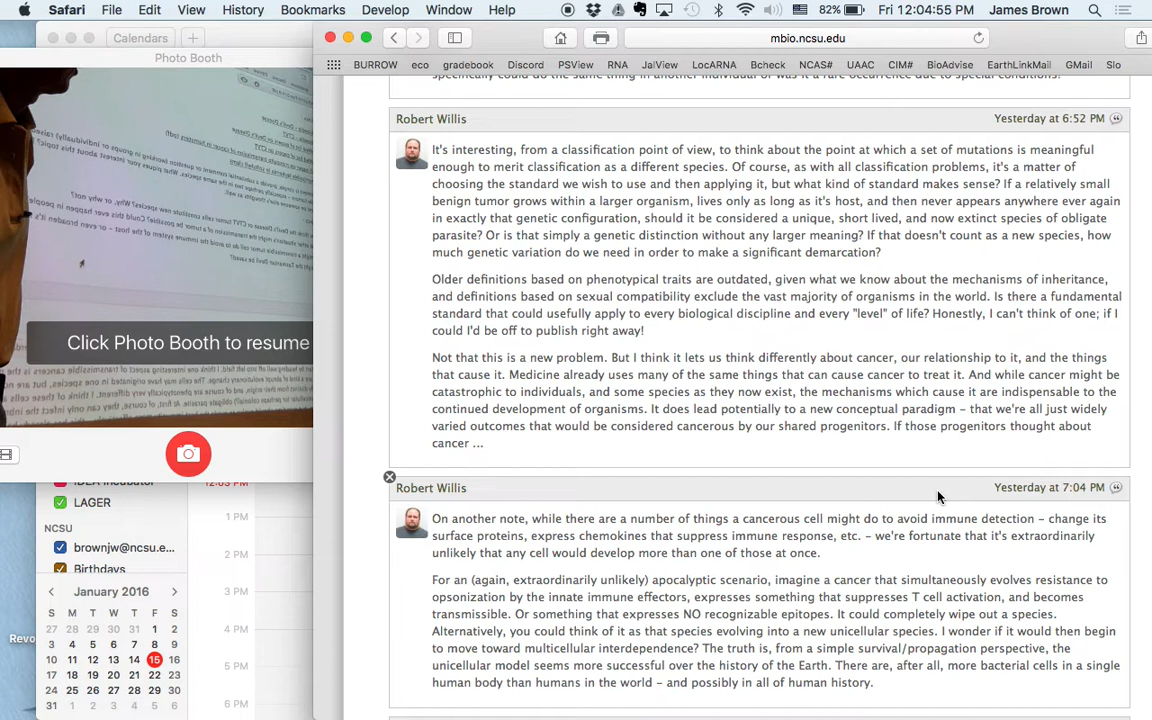 Safari File Edit View History Bookmarks Develop Window Help 82% Fri 12:04:55 PM James Brown
Calendars +
Photo Booth
Click Photo Booth to resume
LAGER
NCSU
brownjw@ncsu.e...
Birthdays
January 2016
S M T W T F S
27 28 29 30 31 1 2
3 4 5 6 7 8 9
10 11 12 13 14 15 16
17 18 19 20 21 22 23
24 25 26 27 28 29 30
31 1 2 3 4 5 6
12:03 PM
1 PM
2 PM
3 PM
4 PM
5 PM
6 PM
mbio.ncsu.edu
BURROW eco gradebook Discord PSView RNA JalView LocARNA Bcheck NCAS# UAAC CIM# BioAdvise EarthLinkMail GMail Slo
specifically could do the same thing in another individual or was it a rare occurrence due to special conditions?
Robert Willis Yesterday at 6:52 PM
It's interesting, from a classification point of view, to think about the point at which a set of mutations is meaningful
enough to merit classification as a different species. Of course, as with all classification problems, it's a matter of
choosing the standard we wish to use and then applying it, but what kind of standard makes sense? If a relatively small
benign tumor grows within a larger organism, lives only as long as it's host, and then never appears anywhere ever again
in exactly that genetic configuration, should it be considered a unique, short lived, and now extinct species of obligate
parasite? Or is that simply a genetic distinction without any larger meaning? If that doesn't count as a new species, how
much genetic variation do we need in order to make a significant demarcation?
Older definitions based on phenotypical traits are outdated, given what we know about the mechanisms of inheritance,
and definitions based on sexual compatibility exclude the vast majority of organisms in the world. Is there a fundamental
standard that could usefully apply to every biological discipline and every "level" of life? Honestly, I can't think of one; if I
could I'd be off to publish right away!
Not that this is a new problem. But I think it lets us think differently about cancer, our relationship to it, and the things
that cause it. Medicine already uses many of the same things that can cause cancer to treat it. And while cancer might be
catastrophic to individuals, and some species as they now exist, the mechanisms which cause it are indispensable to the
continued development of organisms. It does lead potentially to a new conceptual paradigm – that we're all just widely
varied outcomes that would be considered cancerous by our shared progenitors. If those progenitors thought about
cancer ...
Robert Willis Yesterday at 7:04 PM
On another note, while there are a number of things a cancerous cell might do to avoid immune detection – change its
surface proteins, express chemokines that suppress immune response, etc. – we're fortunate that it's extraordinarily
unlikely that any cell would develop more than one of those at once.
For an (again, extraordinarily unlikely) apocalyptic scenario, imagine a cancer that simultaneously evolves resistance to
opsonization by the innate immune effectors, expresses something that suppresses T cell activation, and becomes
transmissible. Or something that expresses NO recognizable epitopes. It could completely wipe out a species.
Alternatively, you could think of it as that species evolving into a new unicellular species. I wonder if it would then begin
to move toward multicellular interdependence? The truth is, from a simple survival/propagation perspective, the
unicellular model seems more successful over the history of the Earth. There are, after all, more bacterial cells in a single
human body than humans in the world – and possibly in all of human history.